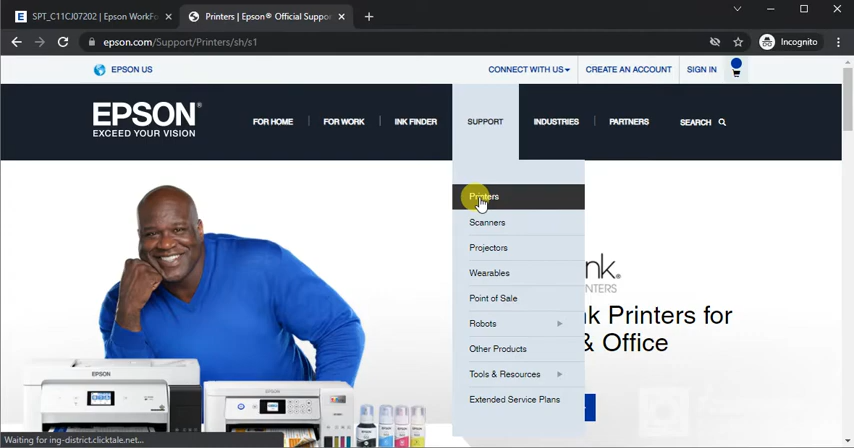 SPT_C11CJ07202 | Epson WorkFo
Printers | Epson® Official Suppor
epson.com/Support/Printers/sh/s1
Incognito
EPSON US
CONNECT WITH US
CREATE AN ACCOUNT
SIGN IN
EPSON®
EXCEED YOUR VISION
FOR HOME
FOR WORK
INK FINDER
SUPPORT
INDUSTRIES
PARTNERS
SEARCH
Printers
Scanners
Projectors
Wearables
Point of Sale
Robots
Other Products
Tools & Resources
Extended Service Plans
nk.
INTERS
nk Printers for
& Office
Waiting for ing-district.clicktale.net...